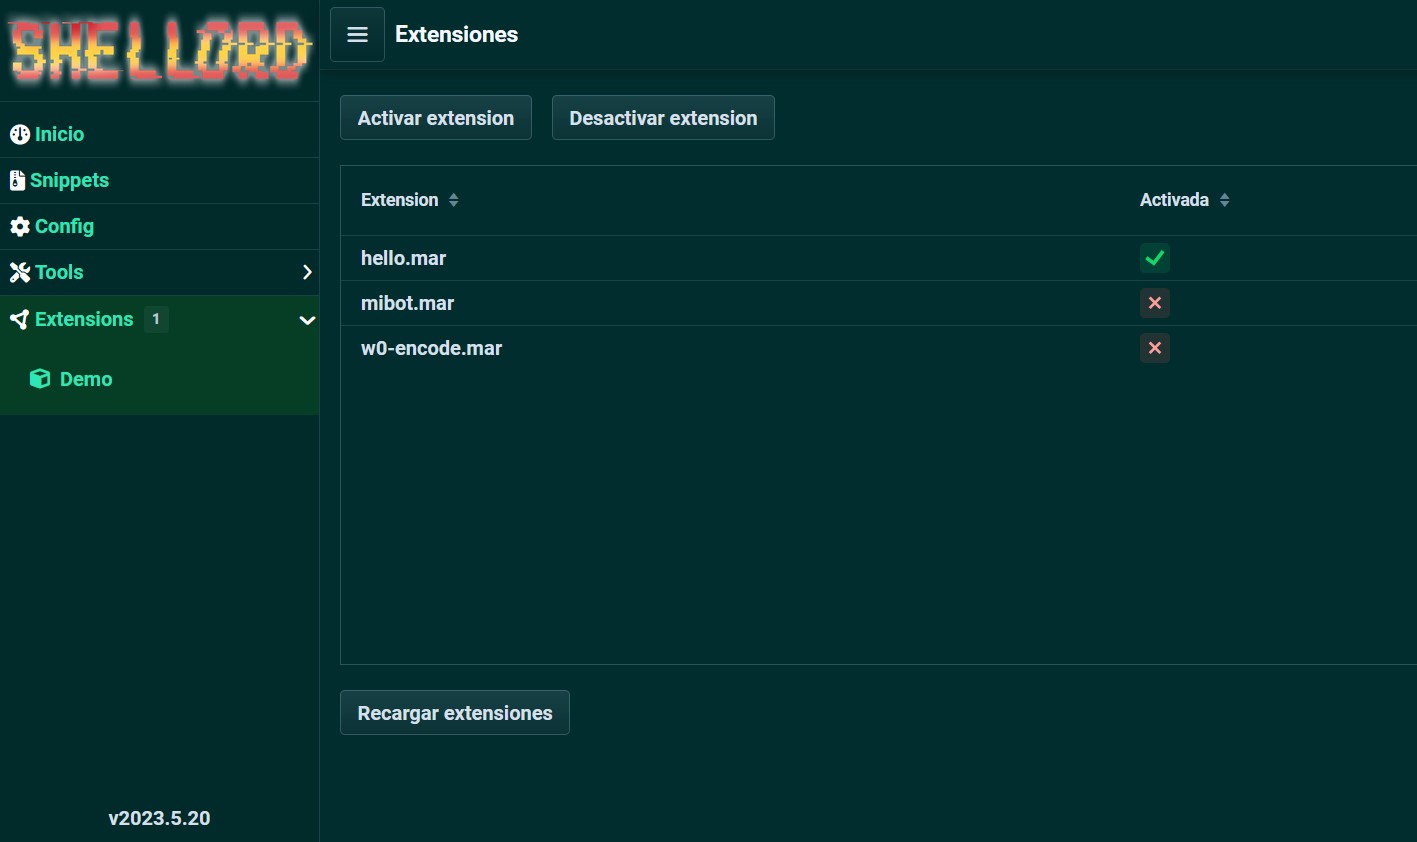 SHELLORD
Extensiones
Inicio
Snippets
Config
Tools
Extensions 1
Demo
v2023.5.20
Activar extension
Desactivar extension
Extension
Activada
hello.mar
mibot.mar
w0-encode.mar
Recargar extensiones